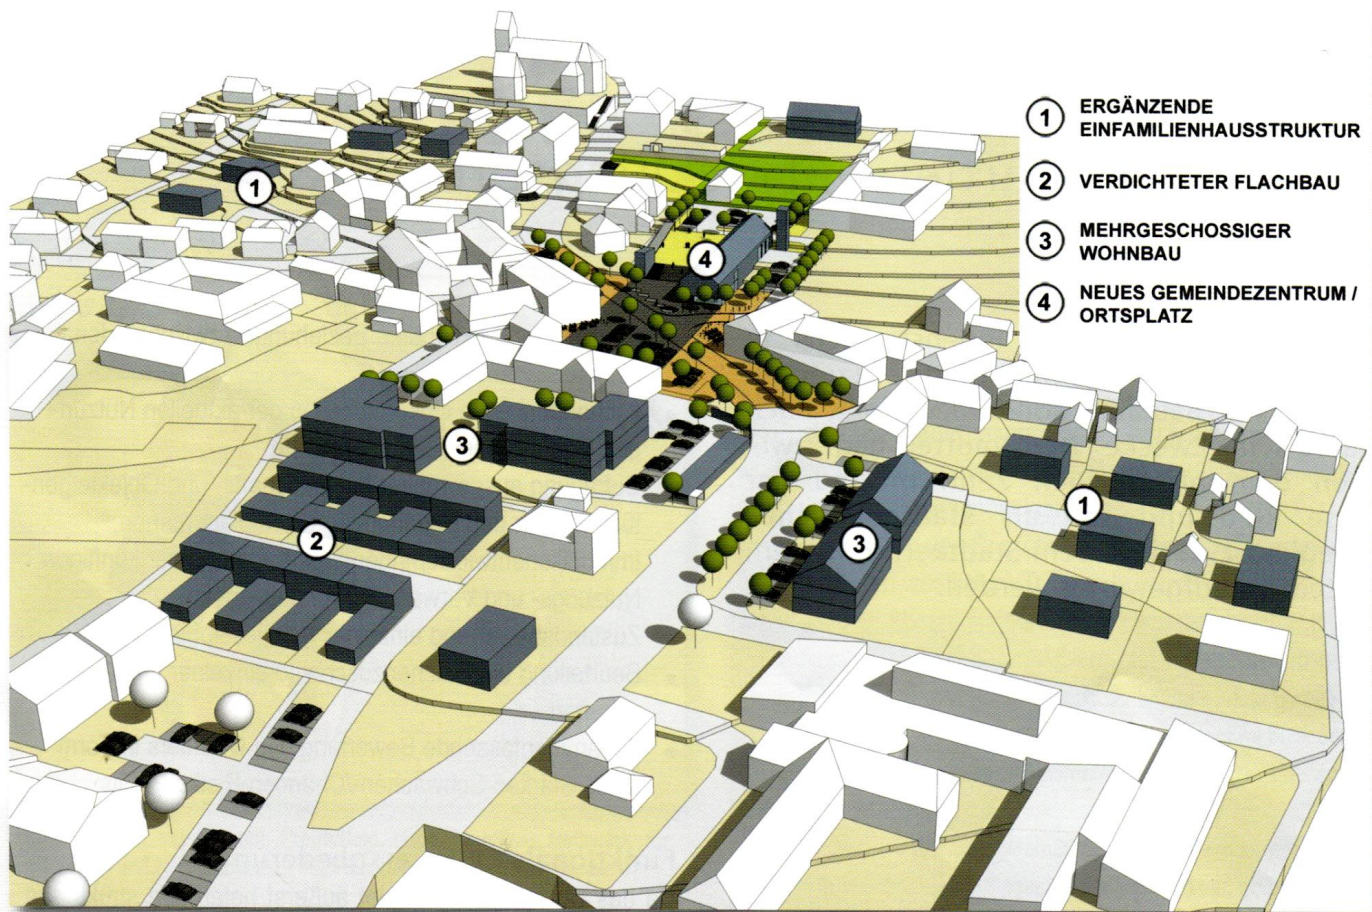 1 ERGÄNZENDE
EINFAMILIENHAUSSTRUKTUR
2 VERDICHTETER FLACHBAU
3 MEHRGESCHOSSIGER
WOHNBAU
4 NEUES GEMEINDEZENTRUM /
ORTSPLATZ
1
4
3
2
3
1